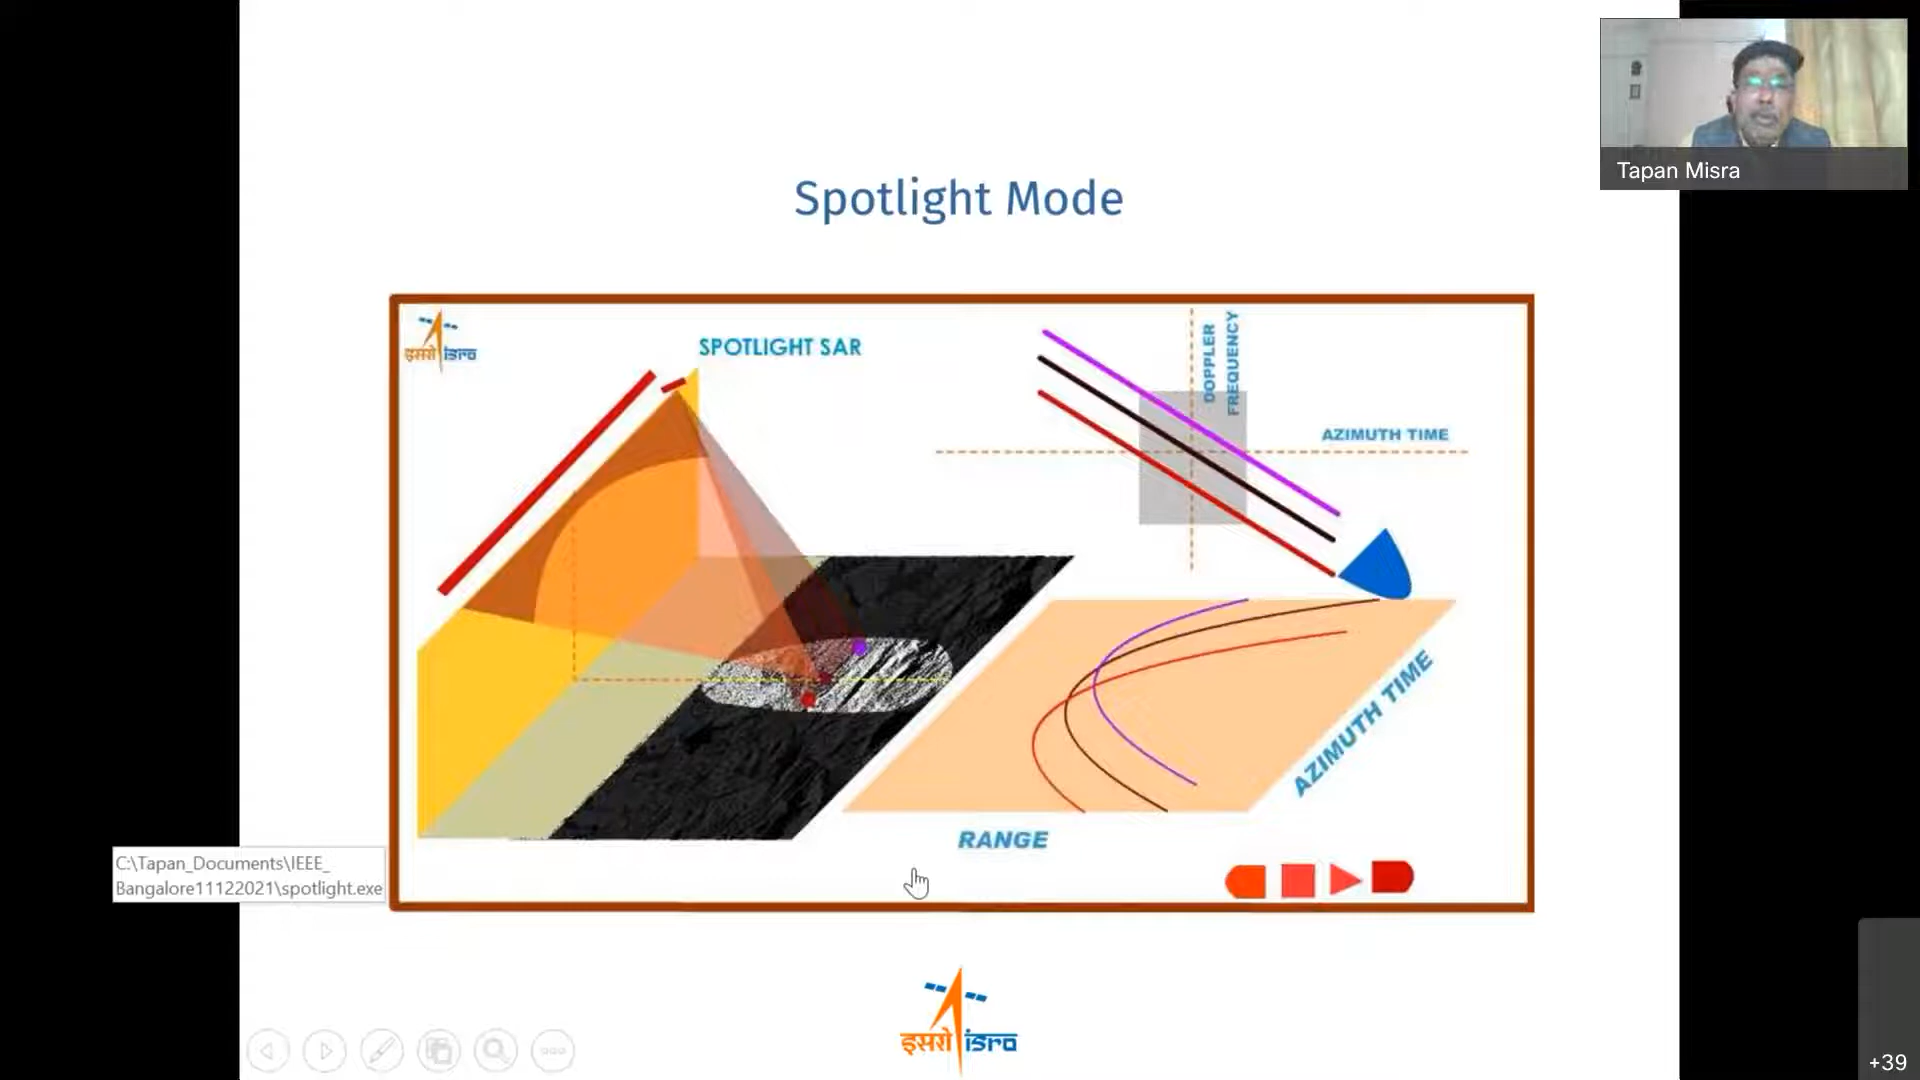 Tapan Misra
Spotlight Mode
इसरो isro
SPOTLIGHT SAR
DOPPLER
FREQUENCY
AZIMUTH TIME
AZIMUTH TIME
RANGE
C:\Tapan_Documents\IEEE_
Bangalore11122021\spotlight.exe
इसरो isro
+39